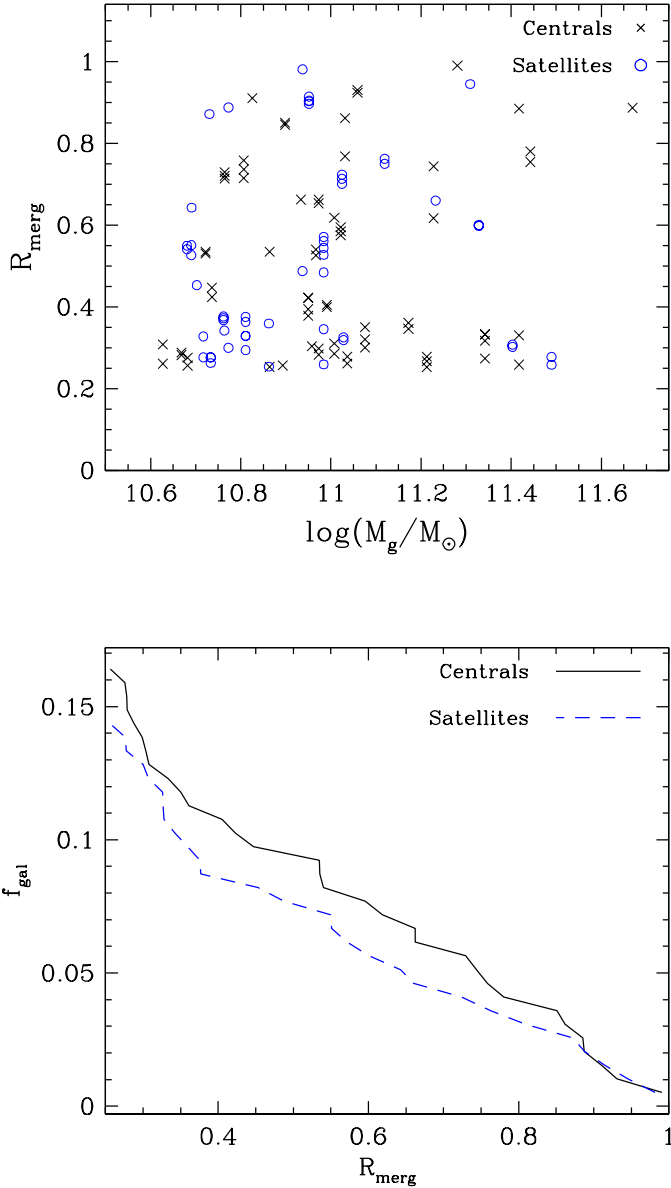 Centrals
Satellites
1
0.8
0.6
0.4
0.2
0
R_merg
10.6 10.8 11 11.2 11.4 11.6
log(M_g/M_⊙)
Centrals
Satellites
0.15
0.1
0.05
0
f_gal
0.4 0.6 0.8 1
R_merg